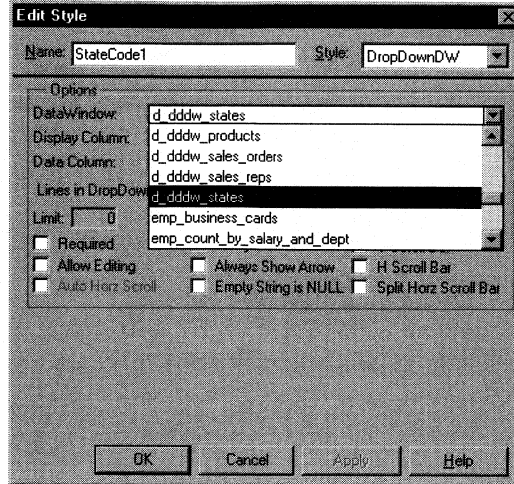 Edit Style
Name: StateCode1 Style: DropDownDW
Options
DataWindow: d_dddw_states
Display Column: d_dddw_products
Data Column: d_dddw_sales_orders
d_dddw_sales_reps
Lines in DropDow d_dddw_states
Limit: 0 emp_business_cards
Required emp_count_by_salary_and_dept
Allow Editing Always Show Arrow H Scroll Bar
Auto Horz Scroll Empty String is NULL Split Horz Scroll Bar
OK Cancel Apply Help